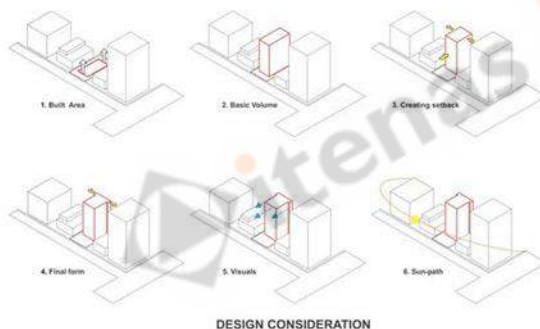 1. Built Area
2. Basic Volume
3. Creating setback
4. Final form
5. Visuals
6. Sun-path
itenas
DESIGN CONSIDERATION